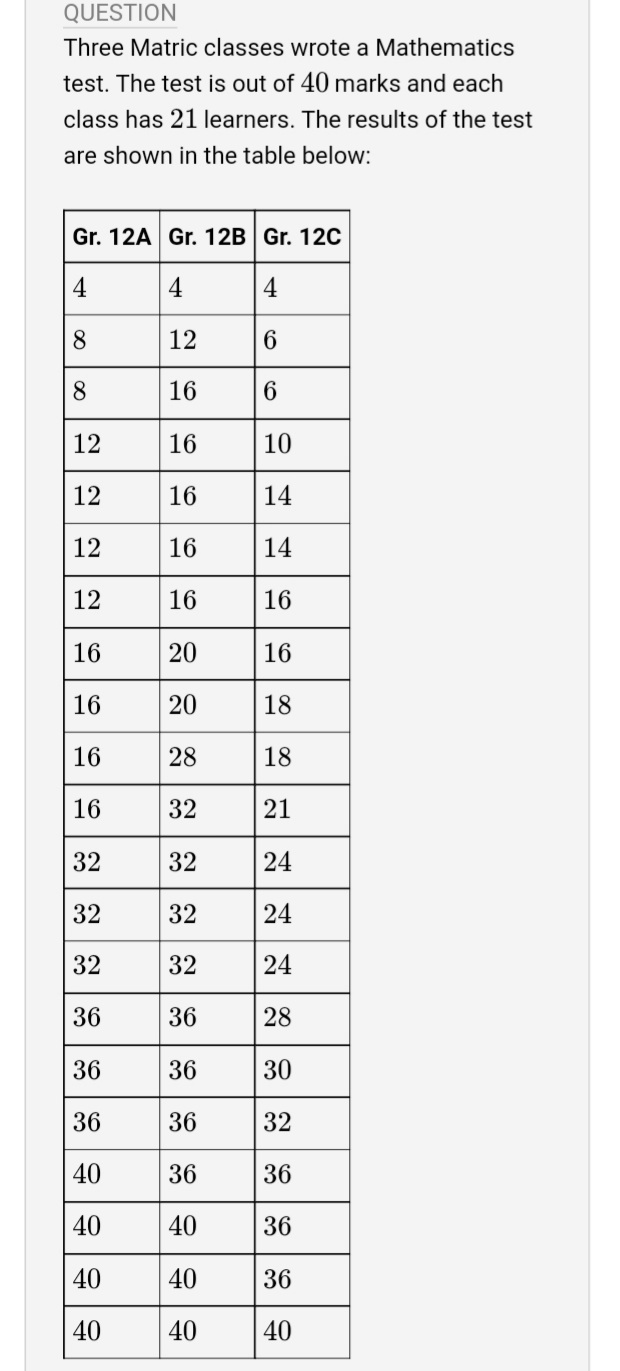 QUESTION
Three Matric classes wrote a Mathematics
test. The test is out of 40 marks and each
class has 21 learners. The results of the test
are shown in the table below:
Gr. 12A Gr. 12B Gr. 12C
4 4 4
8 12 6
8 16 6
12 16 10
12 16 14
12 16 14
12 16 16
16 20 16
16 20 18
16 28 18
16 32 21
32 32 24
32 32 24
32 32 24
36 36 28
36 36 30
36 36 32
40 36 36
40 40 36
40 40 36
40 40 40